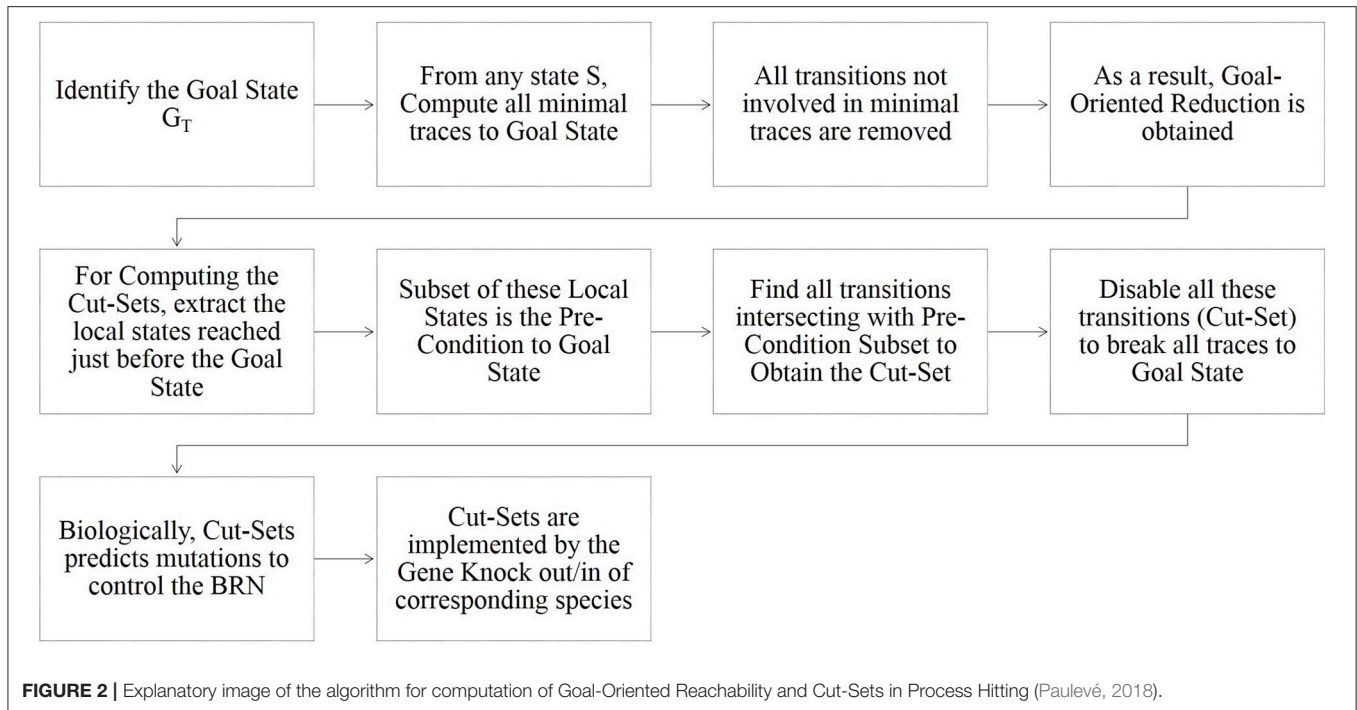 Identify the Goal State
G_T
From any state S,
Compute all minimal
traces to Goal State
All transitions not
involved in minimal
traces are removed
As a result, Goal-
Oriented Reduction is
obtained
For Computing the
Cut-Sets, extract the
local states reached
just before the Goal
State
Subset of these Local
States is the Pre-
Condition to Goal
State
Find all transitions
intersecting with Pre-
Condition Subset to
Obtain the Cut-Set
Disable all these
transitions (Cut-Set)
to break all traces to
Goal State
Biologically, Cut-Sets
predicts mutations to
control the BRN
Cut-Sets are
implemented by the
Gene Knock out/in of
corresponding species
FIGURE 2 | Explanatory image of the algorithm for computation of Goal-Oriented Reachability and Cut-Sets in Process Hitting (Paulevé, 2018).